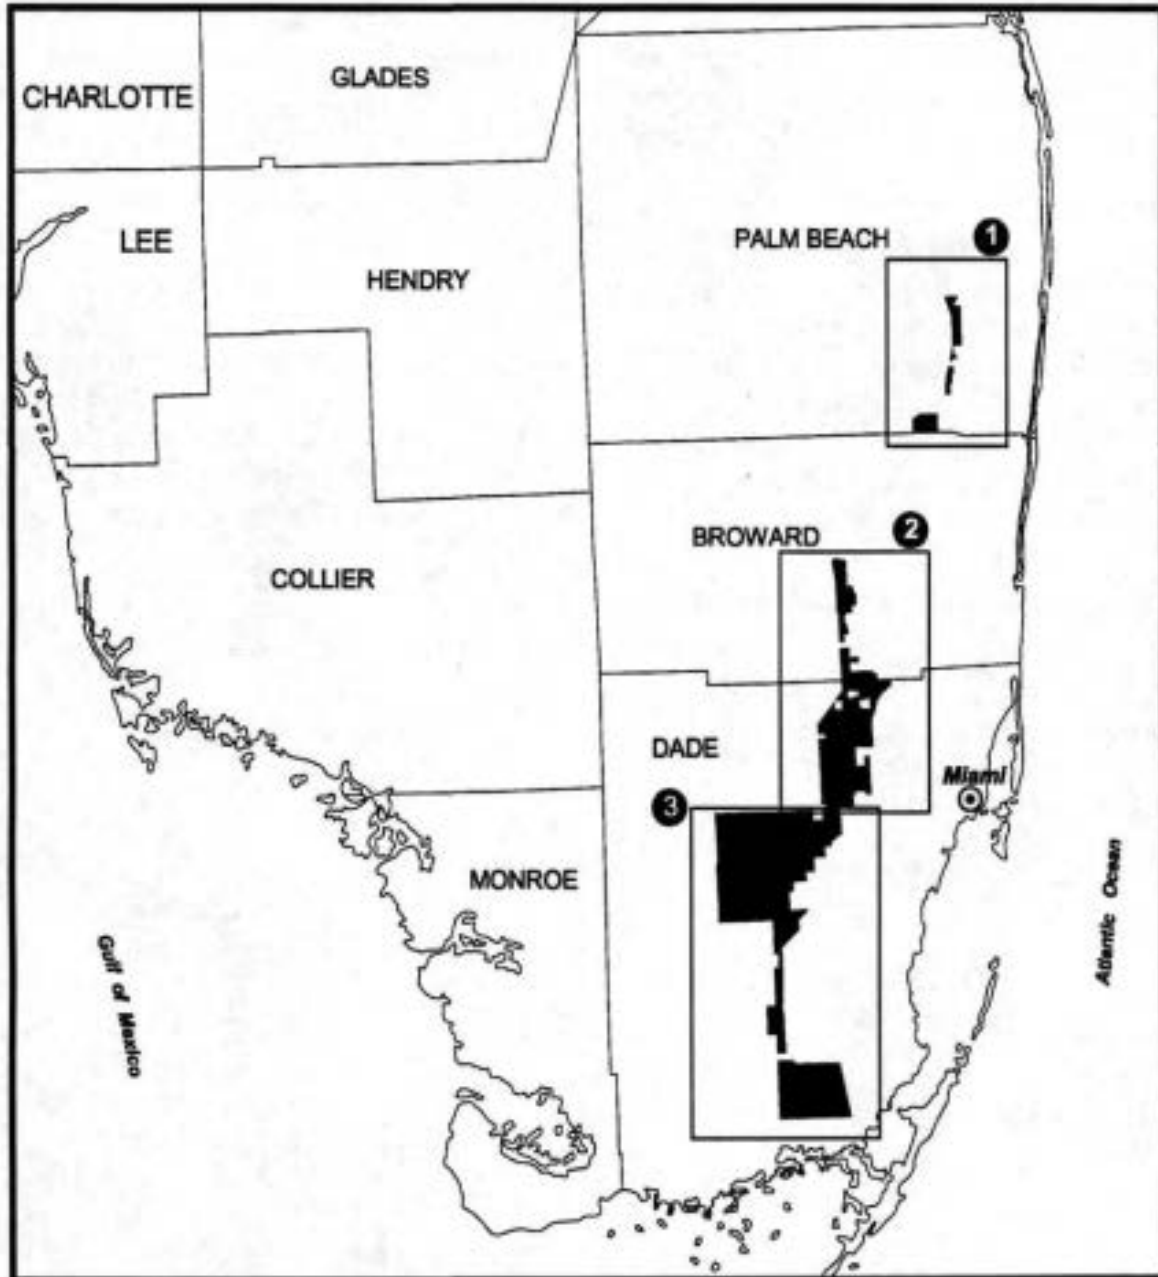 GLADES
CHARLOTTE
PALM BEACH
1
LEE
HENDRY
BROWARD
2
COLLIER
DADE
Miami
3
MONROE
Atlantic Ocean
Gulf of Mexico